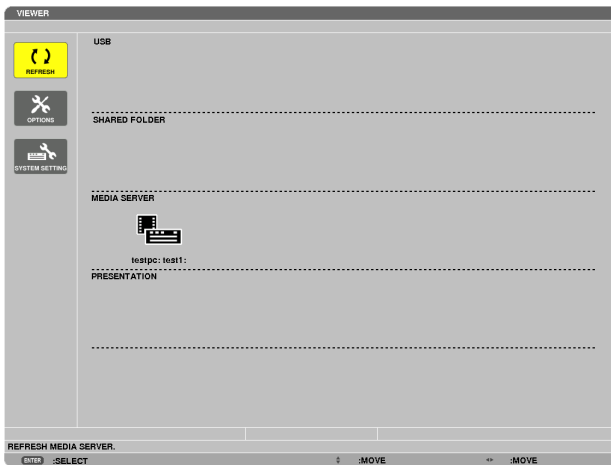 VIEWER
USB
REFRESH
OPTIONS
SHARED FOLDER
SYSTEM SETTING
MEDIA SERVER
testpc: test1:
PRESENTATION
REFRESH MEDIA SERVER.
ENTER :SELECT :MOVE :MOVE